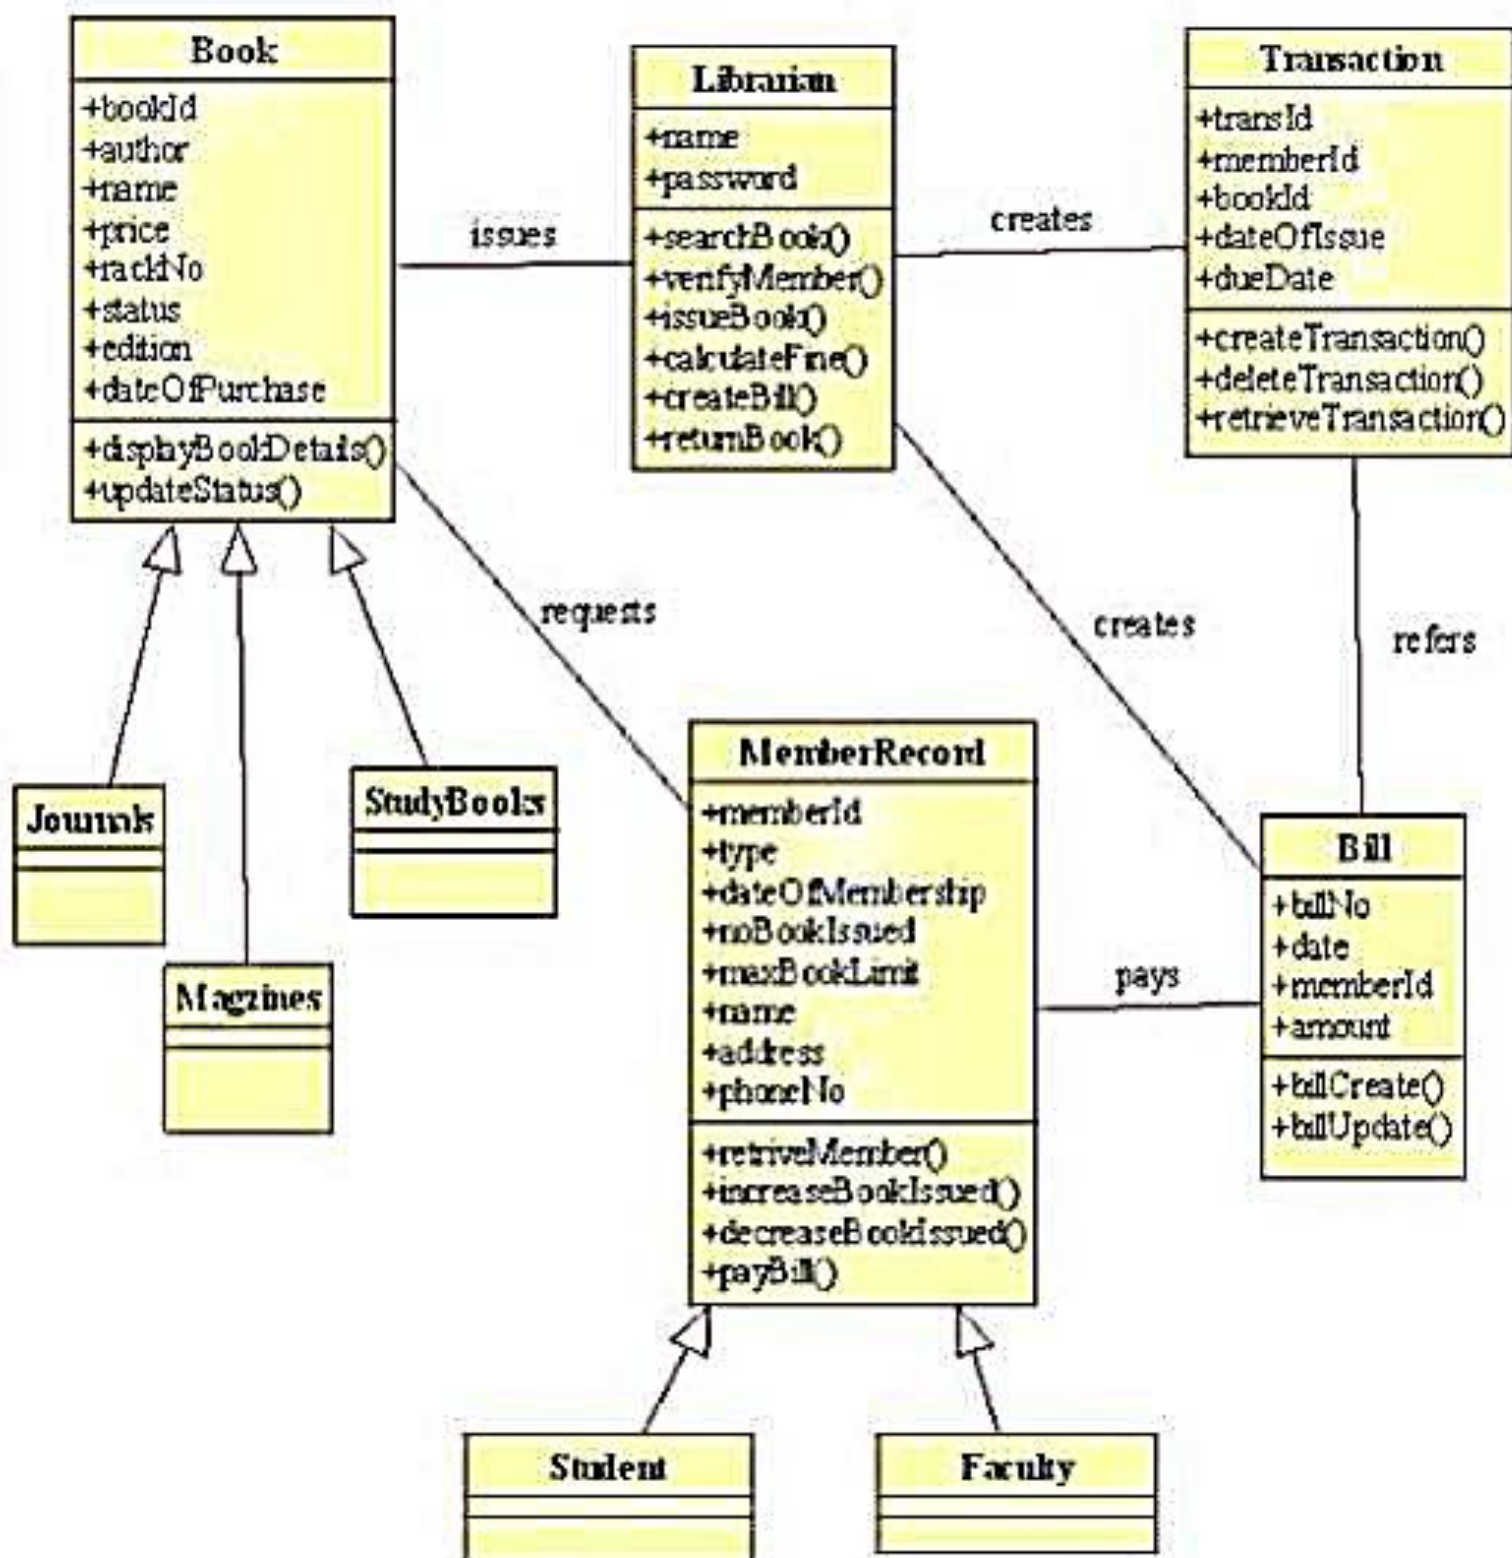 Book
+bookId
+author
+name
+price
+rackNo
+status
+edition
+dateOfPurchase
+displayBookDetails()
+updateStatus()
issues
Librarian
+name
+password
+searchBook()
+verifyMember()
+issueBook()
+calculateFine()
+createBill()
+returnBook()
creates
Transaction
+transId
+memberId
+bookId
+dateOfIssue
+dueDate
+createTransaction()
+deleteTransaction()
+retrieveTransaction()
requests
creates
refers
Journals
Magzines
StudyBooks
MemberRecord
+memberId
+type
+dateOfMembership
+noBookIssued
+maxBookLimit
+name
+address
+phoneNo
+retriveMember()
+increaseBookIssued()
+decreaseBookIssued()
+payBill()
pays
Bill
+billNo
+date
+memberId
+amount
+billCreate()
+billUpdate()
Student
Faculty